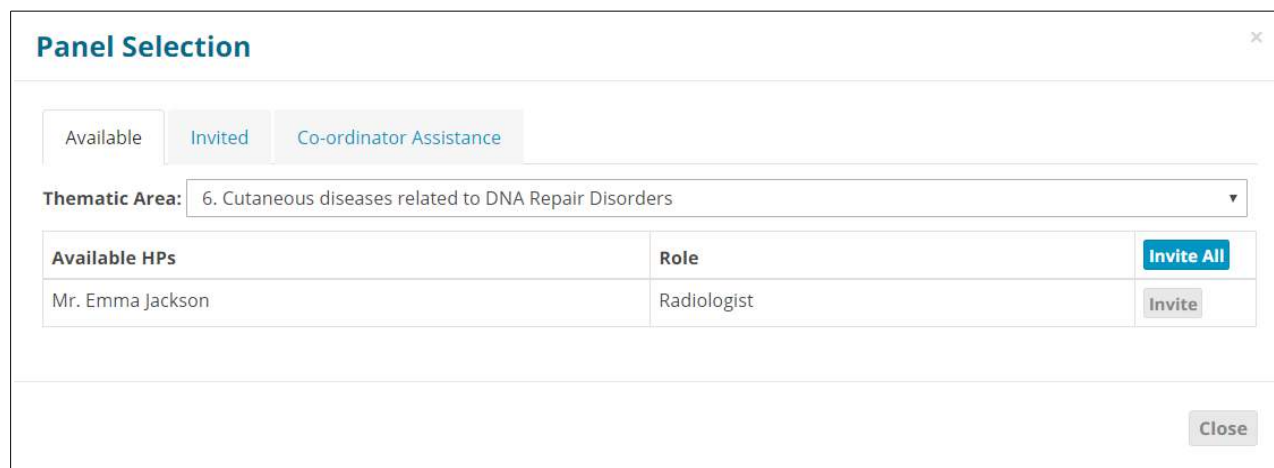 Panel Selection ×
Available Invited Co-ordinator Assistance
Thematic Area: 6. Cutaneous diseases related to DNA Repair Disorders
Available HPs Role Invite All
Mr. Emma Jackson Radiologist Invite
Close